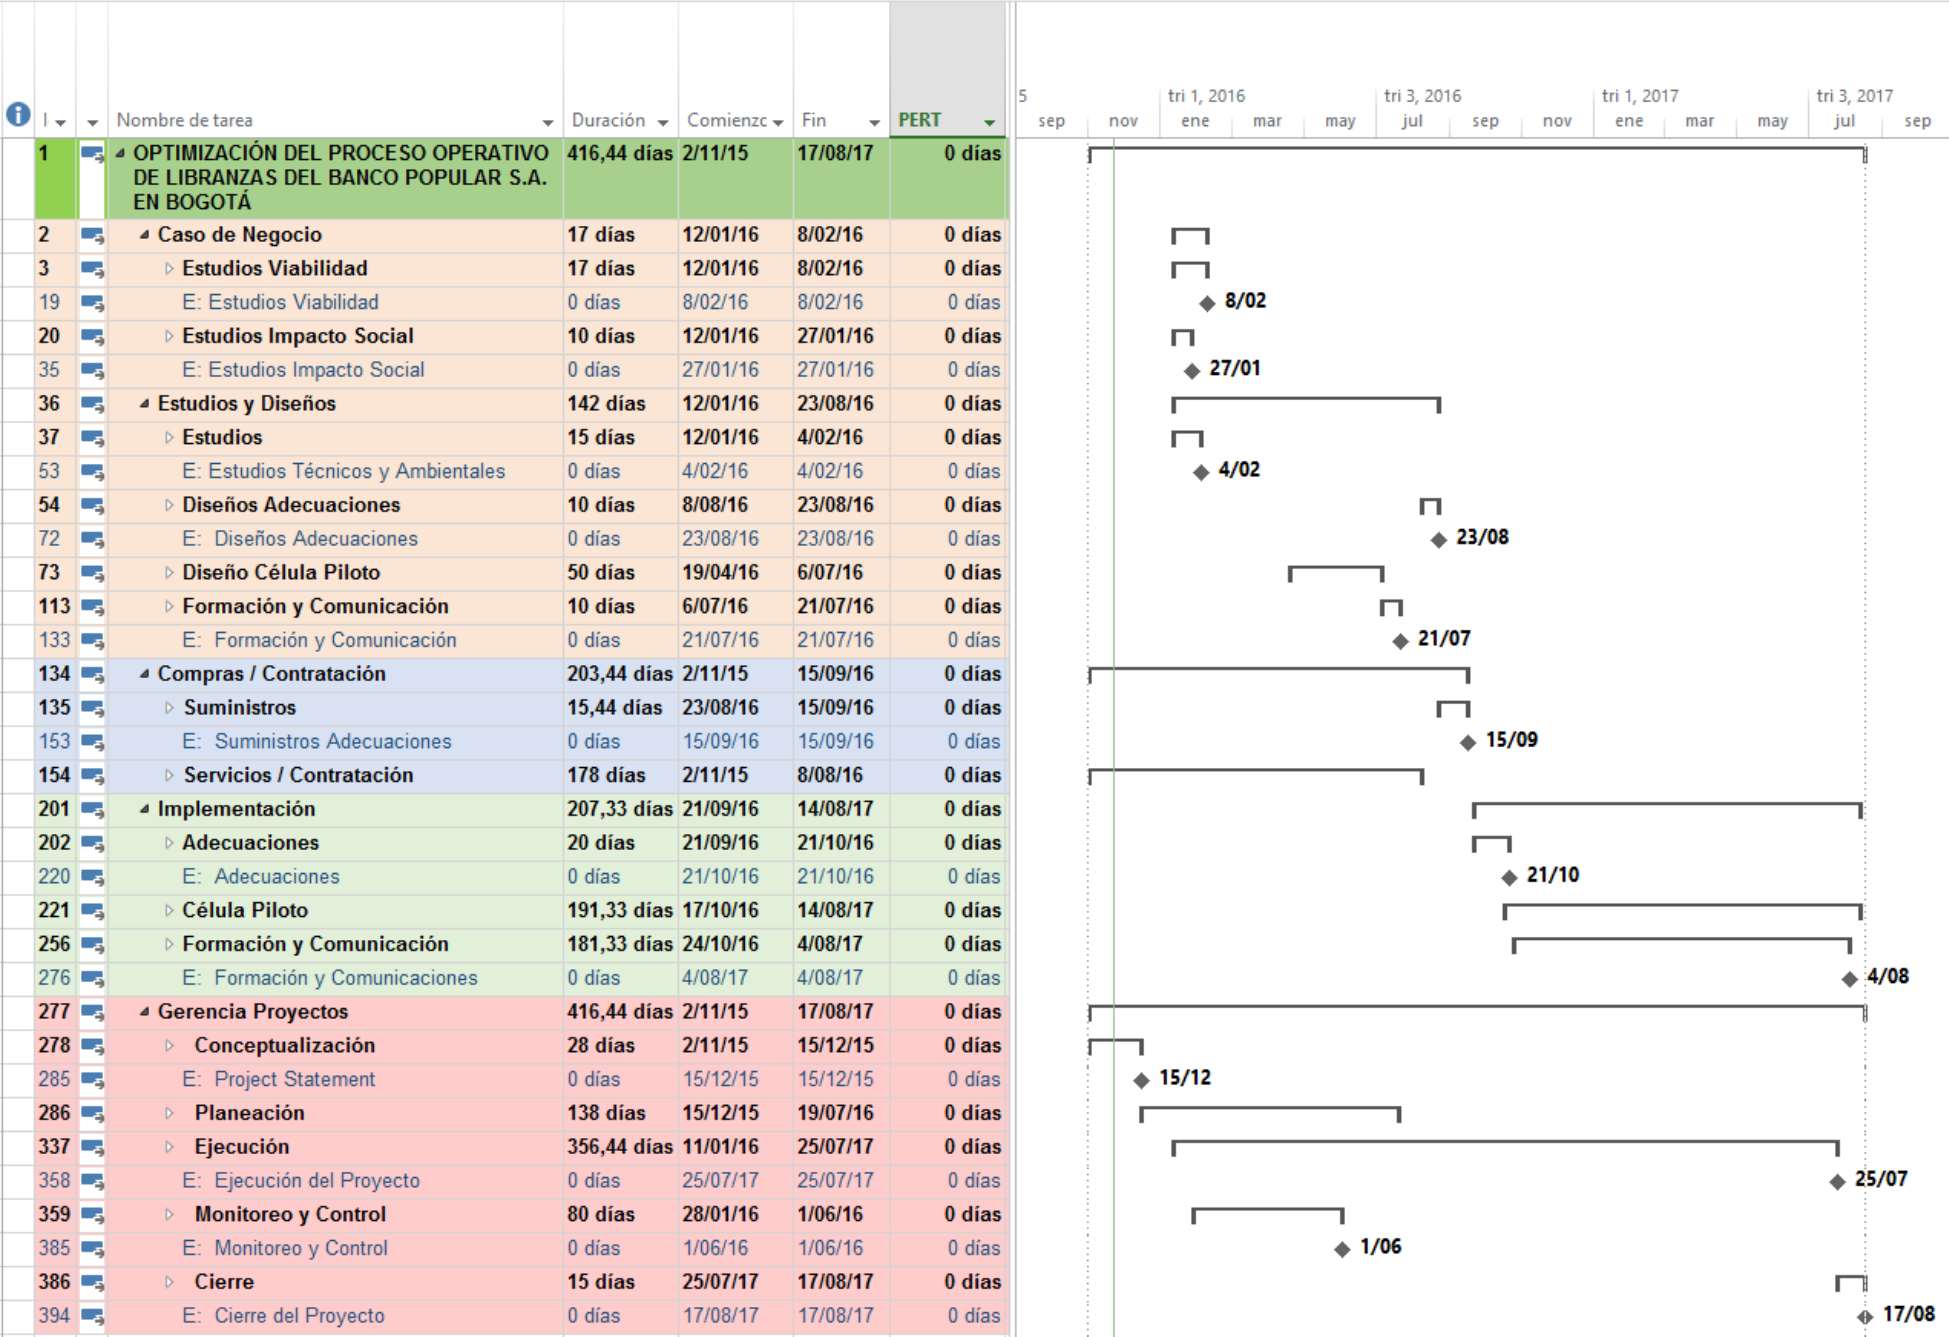 5 tri 1, 2016 tri 3, 2016 tri 1, 2017 tri 3, 2017
I Nombre de tarea Duración Comienzo Fin PERT sep nov ene mar may jul sep nov ene mar may jul sep
1 OPTIMIZACIÓN DEL PROCESO OPERATIVO 416,44 días 2/11/15 17/08/17 0 días
DE LIBRANZAS DEL BANCO POPULAR S.A.
EN BOGOTÁ
2 Caso de Negocio 17 días 12/01/16 8/02/16 0 días
3 Estudios Viabilidad 17 días 12/01/16 8/02/16 0 días
19 E: Estudios Viabilidad 0 días 8/02/16 8/02/16 0 días 8/02
20 Estudios Impacto Social 10 días 12/01/16 27/01/16 0 días
35 E: Estudios Impacto Social 0 días 27/01/16 27/01/16 0 días 27/01
36 Estudios y Diseños 142 días 12/01/16 23/08/16 0 días
37 Estudios 15 días 12/01/16 4/02/16 0 días
53 E: Estudios Técnicos y Ambientales 0 días 4/02/16 4/02/16 0 días 4/02
54 Diseños Adecuaciones 10 días 8/08/16 23/08/16 0 días
72 E: Diseños Adecuaciones 0 días 23/08/16 23/08/16 0 días 23/08
73 Diseño Célula Piloto 50 días 19/04/16 6/07/16 0 días
113 Formación y Comunicación 10 días 6/07/16 21/07/16 0 días
133 E: Formación y Comunicación 0 días 21/07/16 21/07/16 0 días 21/07
134 Compras / Contratación 203,44 días 2/11/15 15/09/16 0 días
135 Suministros 15,44 días 23/08/16 15/09/16 0 días
153 E: Suministros Adecuaciones 0 días 15/09/16 15/09/16 0 días 15/09
154 Servicios / Contratación 178 días 2/11/15 8/08/16 0 días
201 Implementación 207,33 días 21/09/16 14/08/17 0 días
202 Adecuaciones 20 días 21/09/16 21/10/16 0 días
220 E: Adecuaciones 0 días 21/10/16 21/10/16 0 días 21/10
221 Célula Piloto 191,33 días 17/10/16 14/08/17 0 días
256 Formación y Comunicación 181,33 días 24/10/16 4/08/17 0 días
276 E: Formación y Comunicaciones 0 días 4/08/17 4/08/17 0 días 4/08
277 Gerencia Proyectos 416,44 días 2/11/15 17/08/17 0 días
278 Conceptualización 28 días 2/11/15 15/12/15 0 días
285 E: Project Statement 0 días 15/12/15 15/12/15 0 días 15/12
286 Planeación 138 días 15/12/15 19/07/16 0 días
337 Ejecución 356,44 días 11/01/16 25/07/17 0 días
358 E: Ejecución del Proyecto 0 días 25/07/17 25/07/17 0 días 25/07
359 Monitoreo y Control 80 días 28/01/16 1/06/16 0 días
385 E: Monitoreo y Control 0 días 1/06/16 1/06/16 0 días 1/06
386 Cierre 15 días 25/07/17 17/08/17 0 días
394 E: Cierre del Proyecto 0 días 17/08/17 17/08/17 0 días 17/08